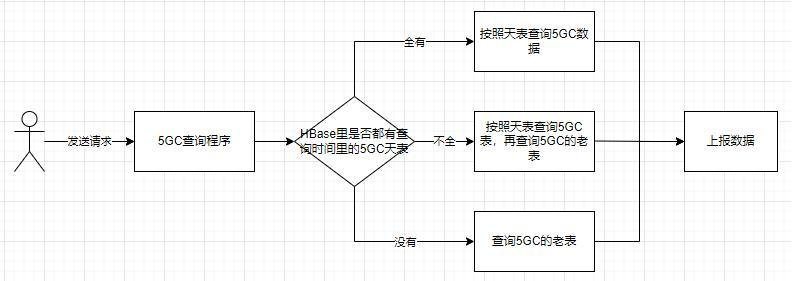 全有
按照天表查询5GC数
据
发送请求
5GC查询程序
HBase里是否都有查
询时间里的5GC天表
不全
按照天表查询5GC
表，再查询5GC的老
表
上报数据
没有
查询5GC的老表